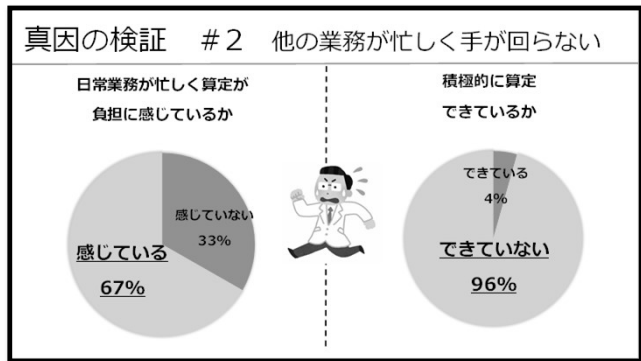 真因の検証 #2 他の業務が忙しく手が回らない
日常業務が忙しく算定が
負担に感じているか
感じていない
33%
感じている
67%
積極的に算定
できているか
できている
4%
できていない
96%